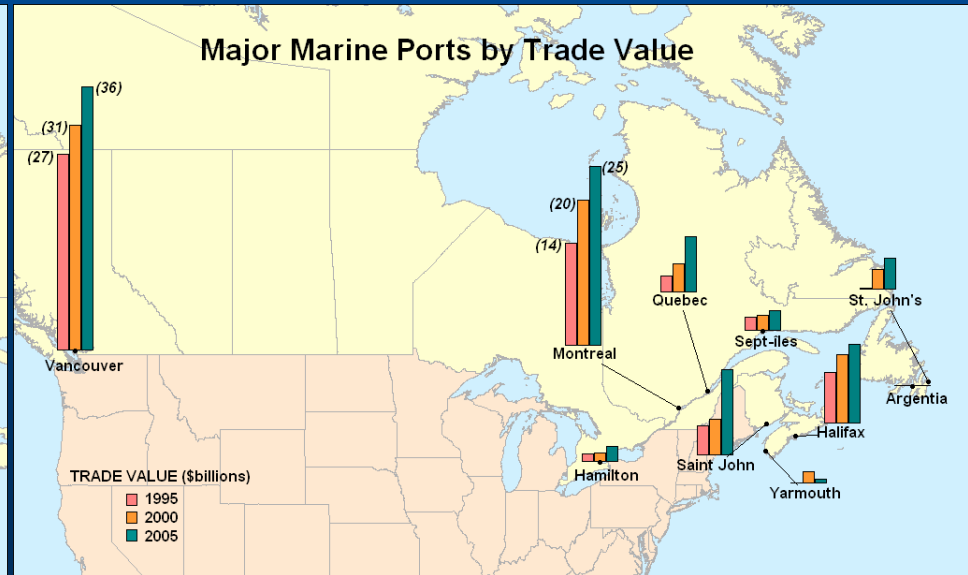 Major Marine Ports by Trade Value
(36)
(31)
(27)
Vancouver
(25)
(20)
(14)
Montreal
Quebec
St. John's
Sept-iles
Argentia
Halifax
Saint John
Hamilton
Yarmouth
TRADE VALUE ($billions)
1995
2000
2005